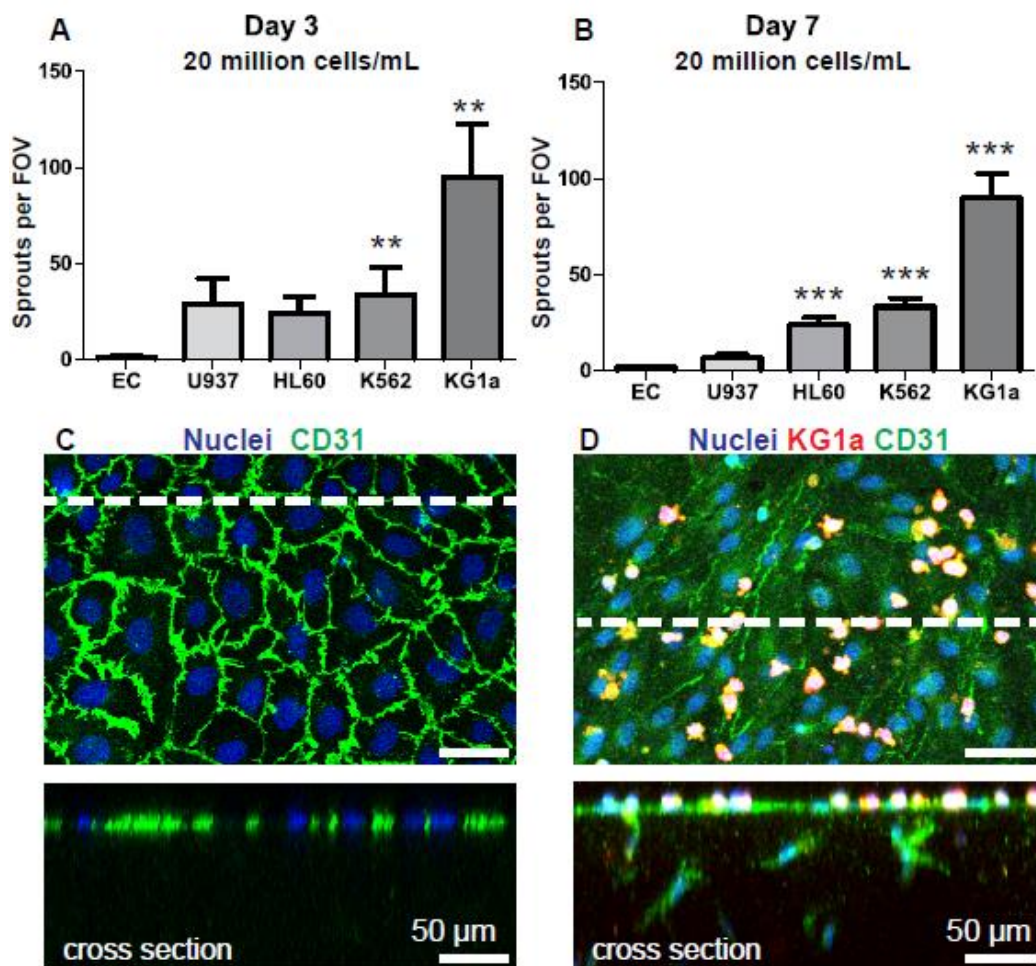 A Day 3
20 million cells/mL
Sprouts per FOV
150
100
50
0
**
**
EC U937 HL60 K562 KG1a
B Day 7
20 million cells/mL
Sprouts per FOV
150
100
50
0
***
***
***
EC U937 HL60 K562 KG1a
C Nuclei CD31
cross section
50 µm
D Nuclei KG1a CD31
cross section
50 µm